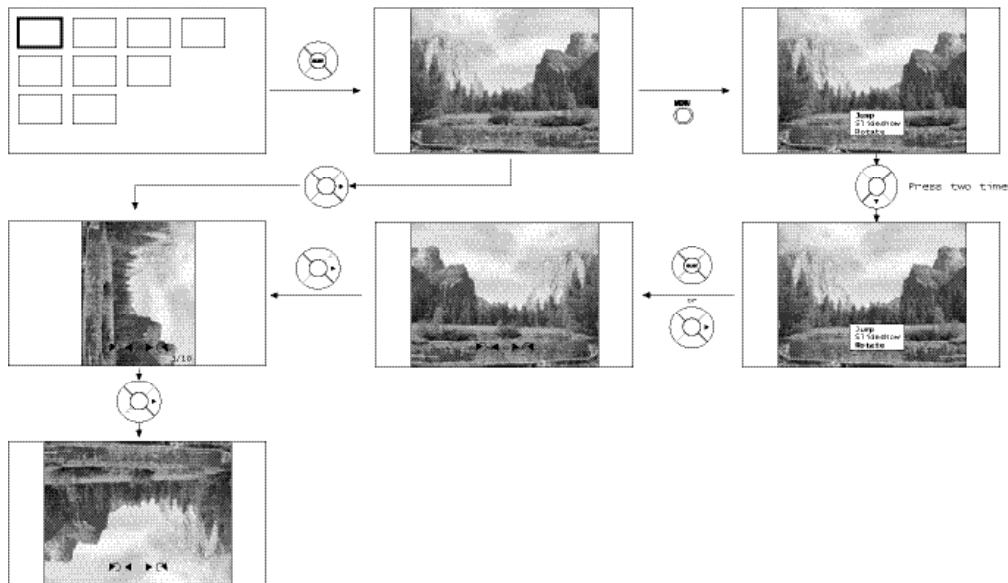 MENU
Jump
Slideshow
Rotate
Press two time
or
Jump
Slideshow
Rotate
3/10